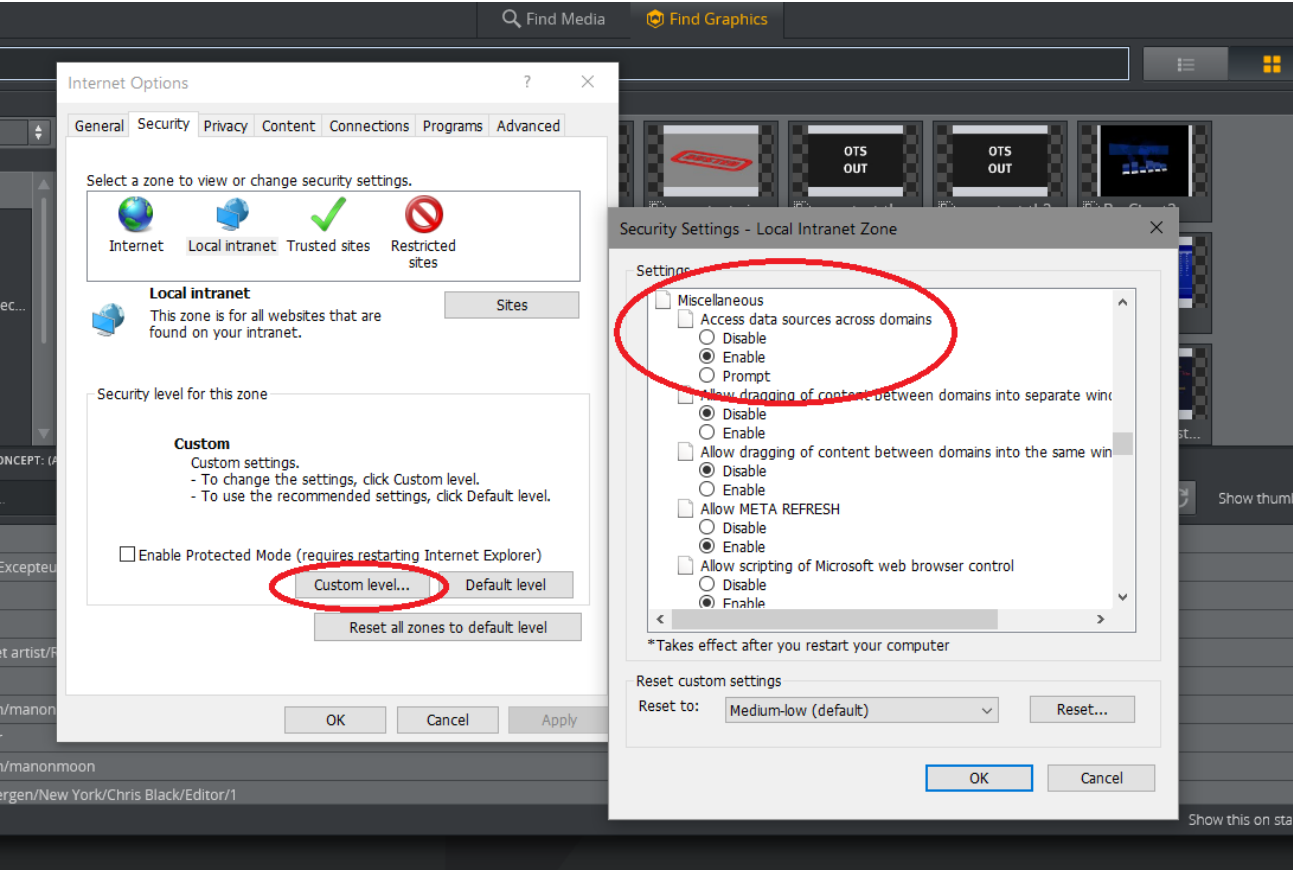 Find Media
Find Graphics
Internet Options
?
General
Security
Privacy
Content
Connections
Programs
Advanced
Select a zone to view or change security settings.
Internet
Local intranet
Trusted sites
Restricted
sites
Local intranet
This zone is for all websites that are
found on your intranet.
Sites
Security level for this zone
Custom
Custom settings.
- To change the settings, click Custom level.
- To use the recommended settings, click Default level.
Enable Protected Mode (requires restarting Internet Explorer)
Custom level...
Default level
Reset all zones to default level
OK
Cancel
Apply
OTS
OUT
OTS
OUT
Security Settings - Local Intranet Zone
Settings
Miscellaneous
Access data sources across domains
Disable
Enable
Prompt
Allow dragging of content between domains into separate wind
Disable
Enable
Allow dragging of content between domains into the same win
Disable
Enable
Allow META REFRESH
Disable
Enable
Allow scripting of Microsoft web browser control
Disable
Enable
*Takes effect after you restart your computer
Reset custom settings
Reset to:
Medium-low (default)
Reset...
OK
Cancel
ec...
ONCEPT: (A
Excepteu
et artist/F
n/manon
n/manonmoon
ergen/New York/Chris Black/Editor/1
st...
Show thuml
Show this on sta